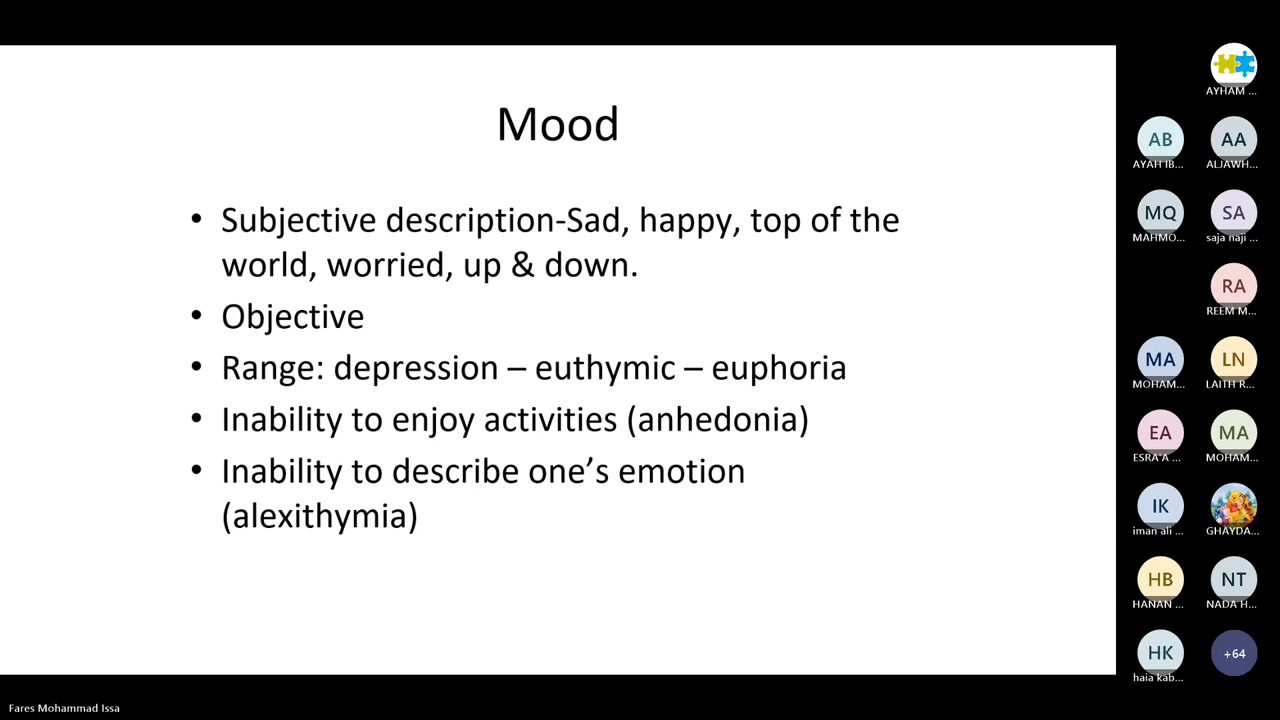 Mood
• Subjective description-Sad, happy, top of the
world, worried, up & down.
• Objective
• Range: depression – euthymic – euphoria
• Inability to enjoy activities (anhedonia)
• Inability to describe one’s emotion
(alexithymia)
AYHAM ...
AB
AYAH IB...
AA
ALJAWH...
MQ
MAHMO...
SA
saja naji ...
RA
REEM M...
MA
MOHAM...
LN
LAITH R...
EA
ESRA'A ...
MA
MOHAM...
IK
iman ali ...
GHAYDA...
HB
HANAN ...
NT
NADA H...
HK
haia kab...
+64
Fares Mohammad Issa